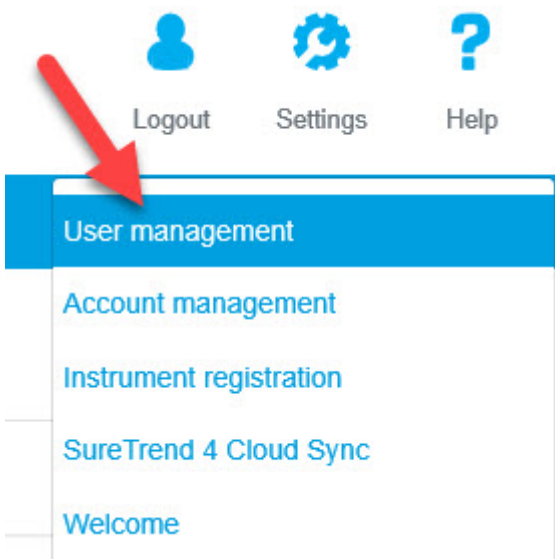 Logout Settings Help
User management
Account management
Instrument registration
SureTrend 4 Cloud Sync
Welcome